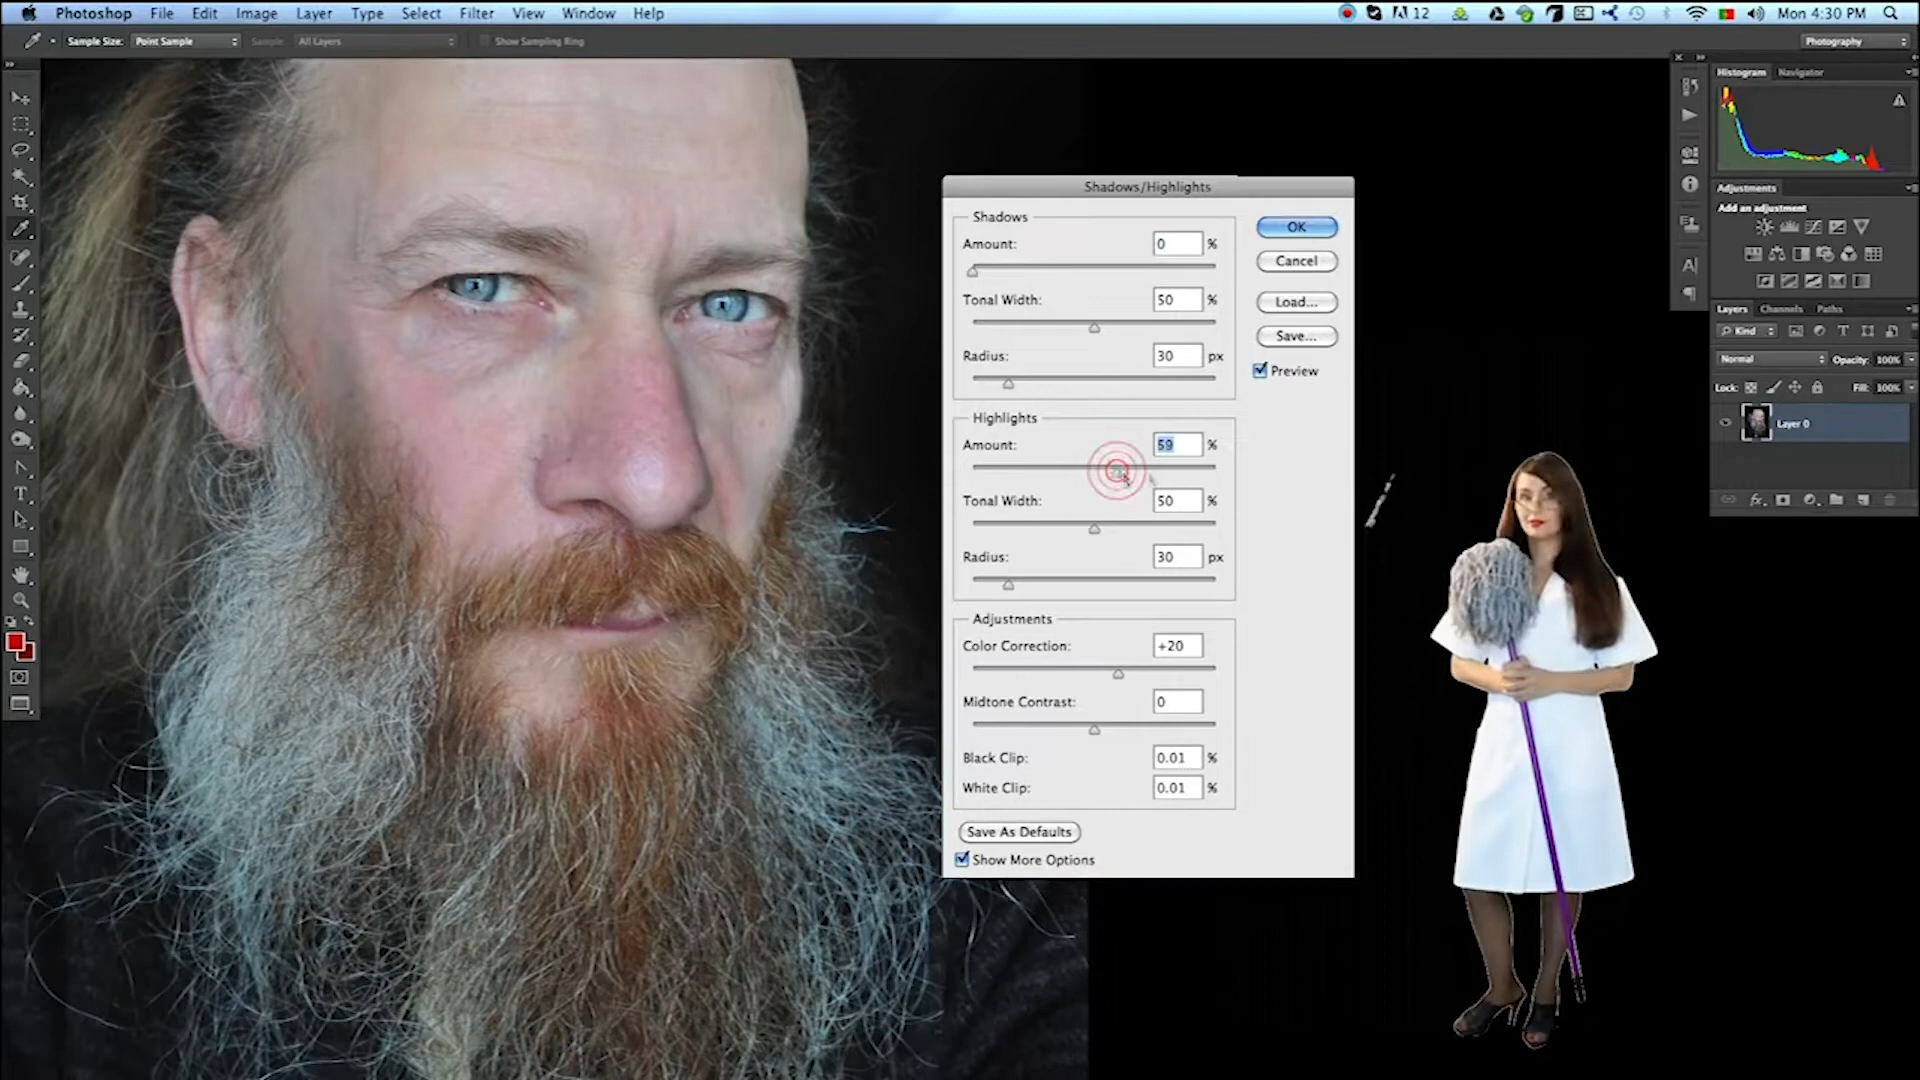 Photoshop File Edit Image Layer Type Select Filter View Window Help 12 Mon 4:30 PM
Sample Size: Point Sample Sample: All Layers Show Sampling Ring Photography
Histogram Navigator
Shadows/Highlights
Adjustments
Add an adjustment
Shadows
Amount: 0 %
OK
Cancel
Tonal Width: 50 %
Load...
Layers Channels Paths
Kind
Save...
Radius: 30 px
Normal Opacity: 100%
Preview
Lock: Fill: 100%
Highlights
Layer 0
Amount: 59 %
Tonal Width: 50 %
Radius: 30 px
Adjustments
Color Correction: +20
Midtone Contrast: 0
Black Clip: 0.01 %
White Clip: 0.01 %
Save As Defaults
Show More Options